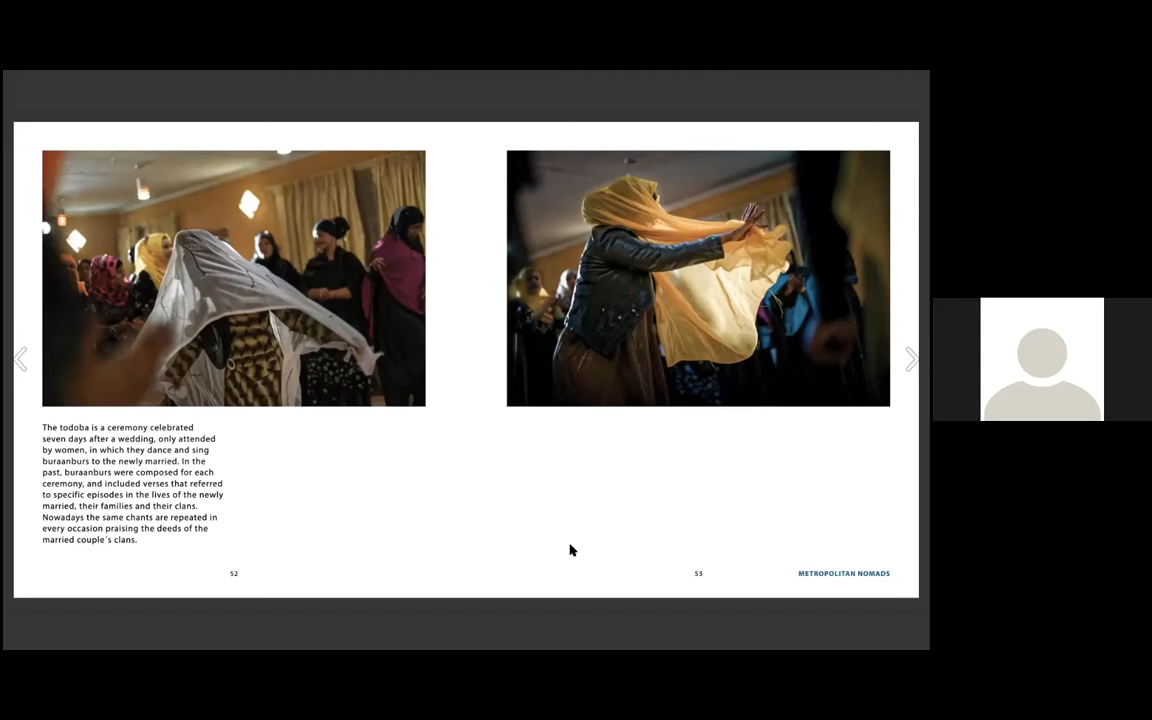 The todoba is a ceremony celebrated
seven days after a wedding, only attended
by women, in which they dance and sing
buraanburs to the newly married. In the
past, buraanburs were composed for each
ceremony, and included verses that referred
to specific episodes in the lives of the newly
married, their families and their clans.
Nowadays the same chants are repeated in
every occasion praising the deeds of the
married couple´s clans.
52
53
METROPOLITAN NOMADS